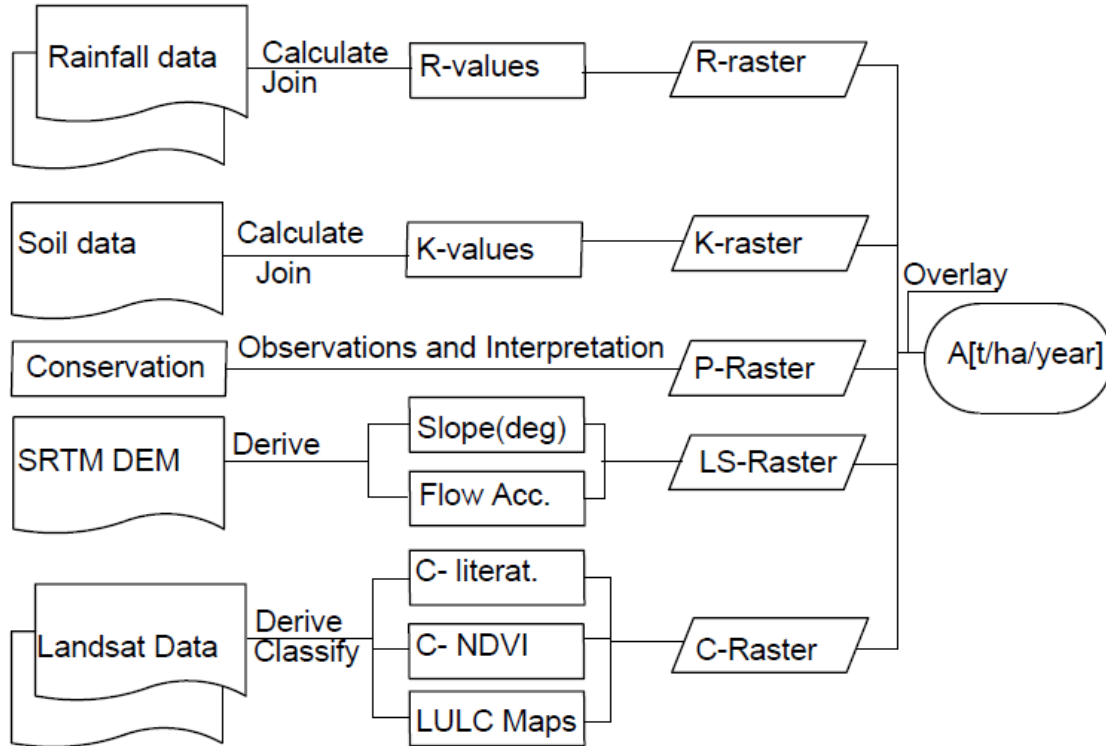 Rainfall data
Calculate
Join
R-values
R-raster
Soil data
Calculate
Join
K-values
K-raster
Overlay
A[t/ha/year]
Conservation
Observations and Interpretation
P-Raster
SRTM DEM
Derive
Slope(deg)
Flow Acc.
LS-Raster
Landsat Data
Derive
Classify
C- literat.
C- NDVI
LULC Maps
C-Raster